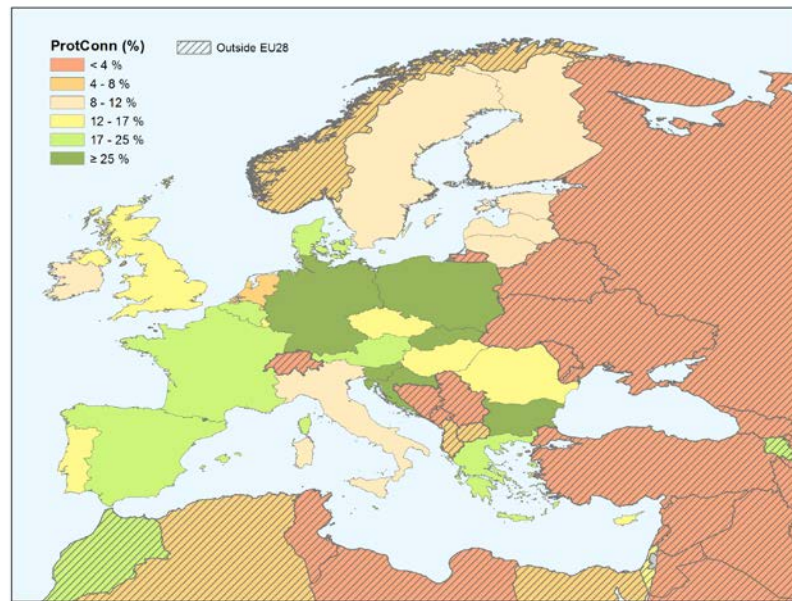 ProtConn (%)
Outside EU28
< 4 %
4 - 8 %
8 - 12 %
12 - 17 %
17 - 25 %
≥ 25 %